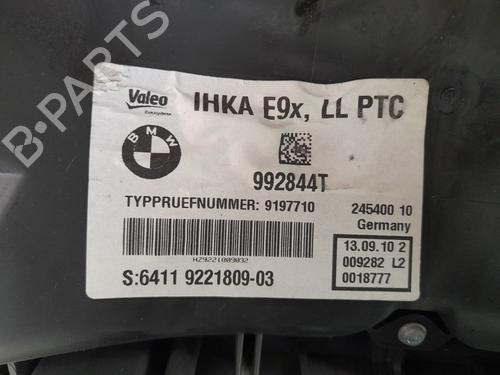 Valeo
IHKA E9x, LL PTC
BMW
992844T
TYPPRUEFNUMMER: 9197710
245400 10
Germany
13.09.10 2
009282 L2
0018777
S:6411 9221809-03
B-PARTS